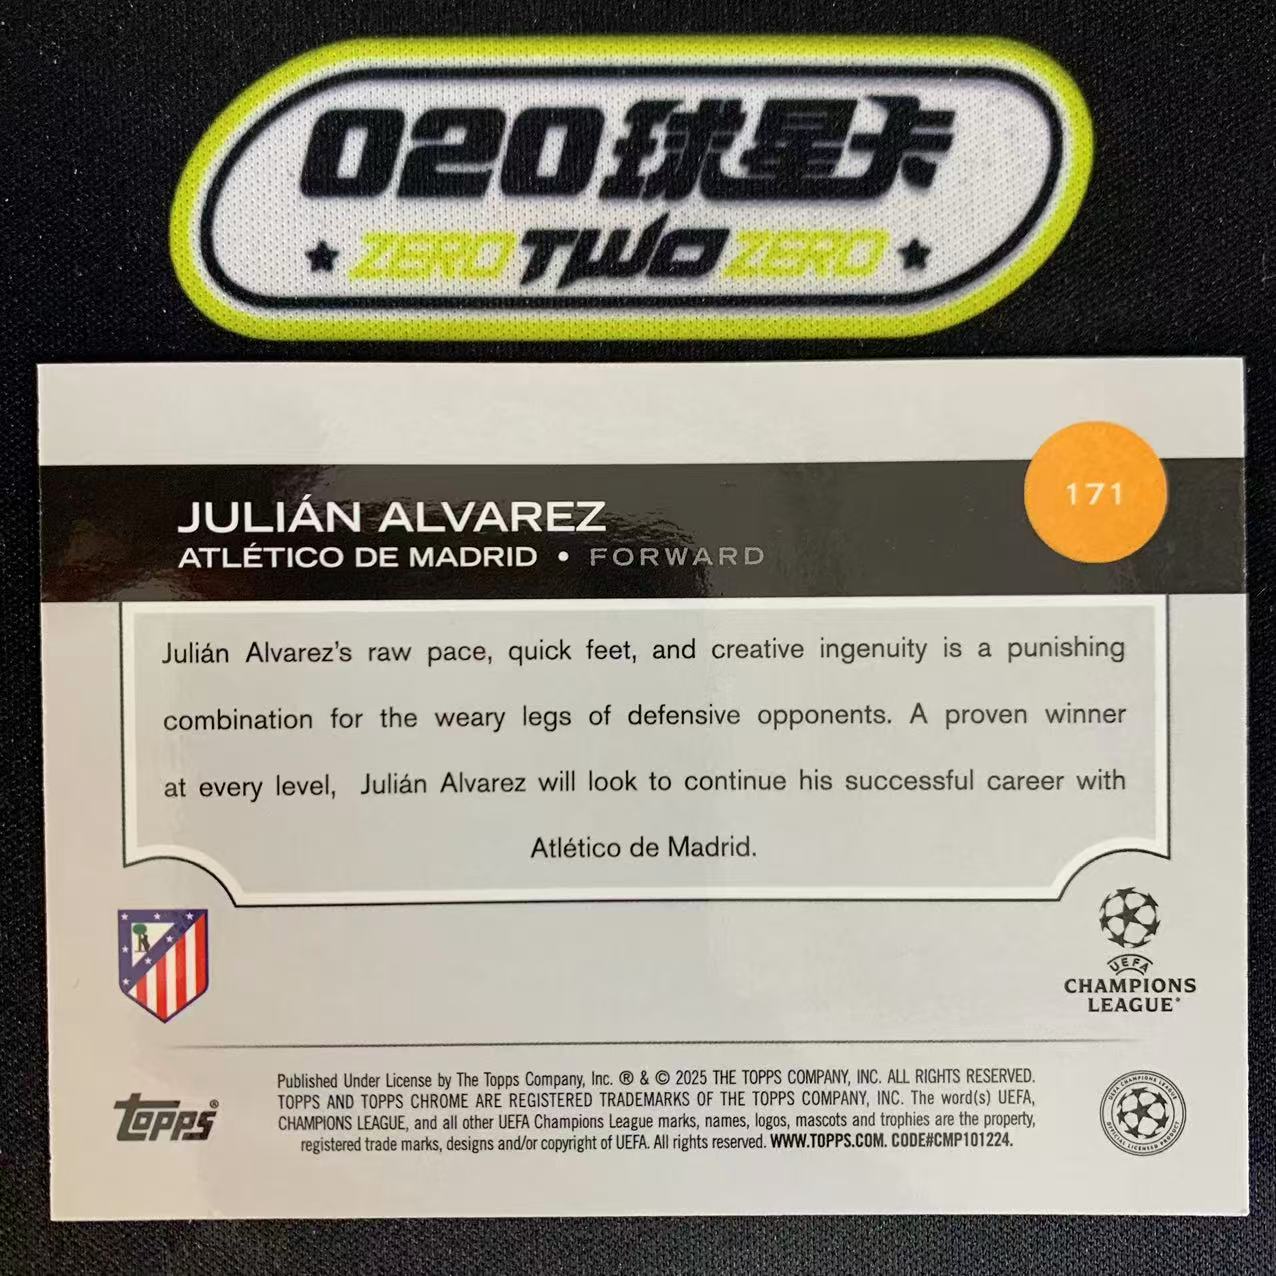 020球星卡
ZERO TWO ZERO
171
JULIÁN ALVAREZ
ATLÉTICO DE MADRID • FORWARD
Julián Alvarez's raw pace, quick feet, and creative ingenuity is a punishing
combination for the weary legs of defensive opponents. A proven winner
at every level, Julián Alvarez will look to continue his successful career with
Atlético de Madrid.
UEFA
CHAMPIONS
LEAGUE®
topps®
Published Under License by The Topps Company, Inc. ® & © 2025 THE TOPPS COMPANY, INC. ALL RIGHTS RESERVED.
TOPPS AND TOPPS CHROME ARE REGISTERED TRADEMARKS OF THE TOPPS COMPANY, INC. The word(s) UEFA,
CHAMPIONS LEAGUE, and all other UEFA Champions League marks, names, logos, mascots and trophies are the property,
registered trade marks, designs and/or copyright of UEFA. All rights reserved. WWW.TOPPS.COM. CODE#CMP101224.
UEFA CHAMPIONS LEAGUE
OFFICIAL LICENSED PRODUCT